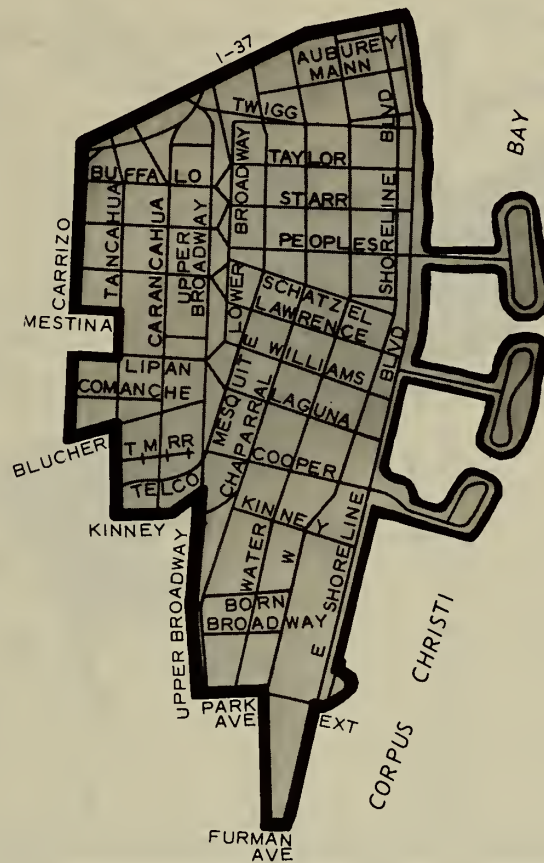 I-37
AUBUREY
MANN
TWIGG
BLVD
BAY
BUFFALO
BROADWAY
TAYLOR
STARR
PEOPLES
SHORELINE
CARRIZO
TANCAHUA
CARANCAHUA
UPPER
BROADWAY
MESTINA
LOWER
SCHATZEL
LAWRENCE
LIPAN
COMANCHE
MESQUITE
WILLIAMS
BLVD
CHAPARRAL
LAGUNA
BLUCHER
T M RR
COOPER
TELCO
KINNEY
KINNEY
WATER
W
E SHORELINE
UPPER BROADWAY
BORN
BROADWAY
CORPUS CHRISTI
PARK
AVE
EXT
FURMAN
AVE